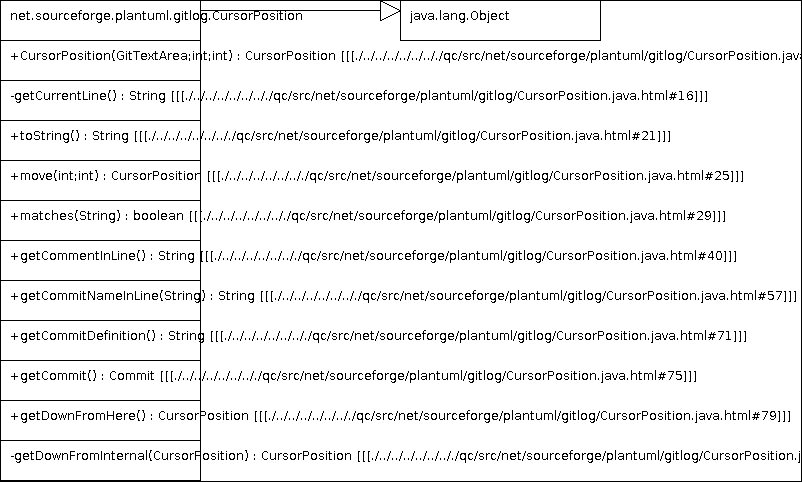 net.sourceforge.plantuml.gitlog.CursorPosition
java.lang.Object
+CursorPosition(GitTextArea;int;int) : CursorPosition [[[./../../../../../../../qc/src/net/sourceforge/plantuml/gitlog/CursorPosition.java
-getCurrentLine() : String [[[./../../../../../../../qc/src/net/sourceforge/plantuml/gitlog/CursorPosition.java.html#16]]]
+toString() : String [[[./../../../../../../../qc/src/net/sourceforge/plantuml/gitlog/CursorPosition.java.html#21]]]
+move(int;int) : CursorPosition [[[./../../../../../../../qc/src/net/sourceforge/plantuml/gitlog/CursorPosition.java.html#25]]]
+matches(String) : boolean [[[./../../../../../../../qc/src/net/sourceforge/plantuml/gitlog/CursorPosition.java.html#29]]]
+getCommentInLine() : String [[[./../../../../../../../qc/src/net/sourceforge/plantuml/gitlog/CursorPosition.java.html#40]]]
+getCommitNameInLine(String) : String [[[./../../../../../../../qc/src/net/sourceforge/plantuml/gitlog/CursorPosition.java.html#57]]]
+getCommitDefinition() : String [[[./../../../../../../../qc/src/net/sourceforge/plantuml/gitlog/CursorPosition.java.html#71]]]
+getCommit() : Commit [[[./../../../../../../../qc/src/net/sourceforge/plantuml/gitlog/CursorPosition.java.html#75]]]
+getDownFromHere() : CursorPosition [[[./../../../../../../../qc/src/net/sourceforge/plantuml/gitlog/CursorPosition.java.html#79]]]
-getDownFromInternal(CursorPosition) : CursorPosition [[[./../../../../../../../qc/src/net/sourceforge/plantuml/gitlog/CursorPosition.j